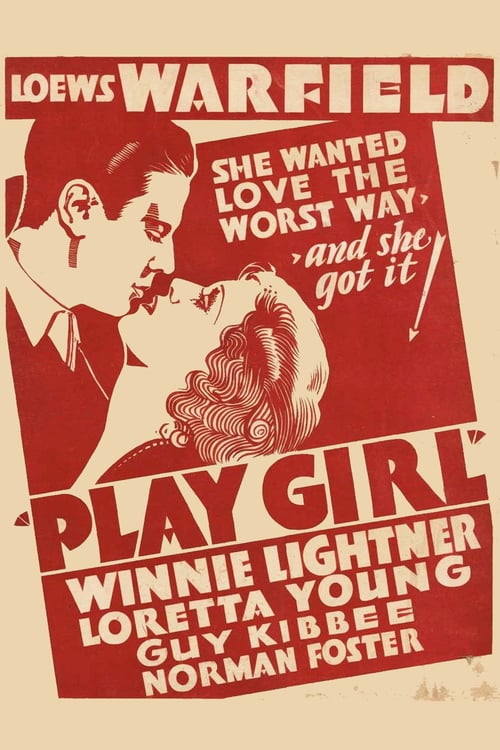 LOEWS WARFIELD
SHE WANTED
LOVE THE
WORST WAY
and she
got it!
"PLAY GIRL"
WINNIE LIGHTNER
LORETTA YOUNG
GUY KIBBEE
NORMAN FOSTER